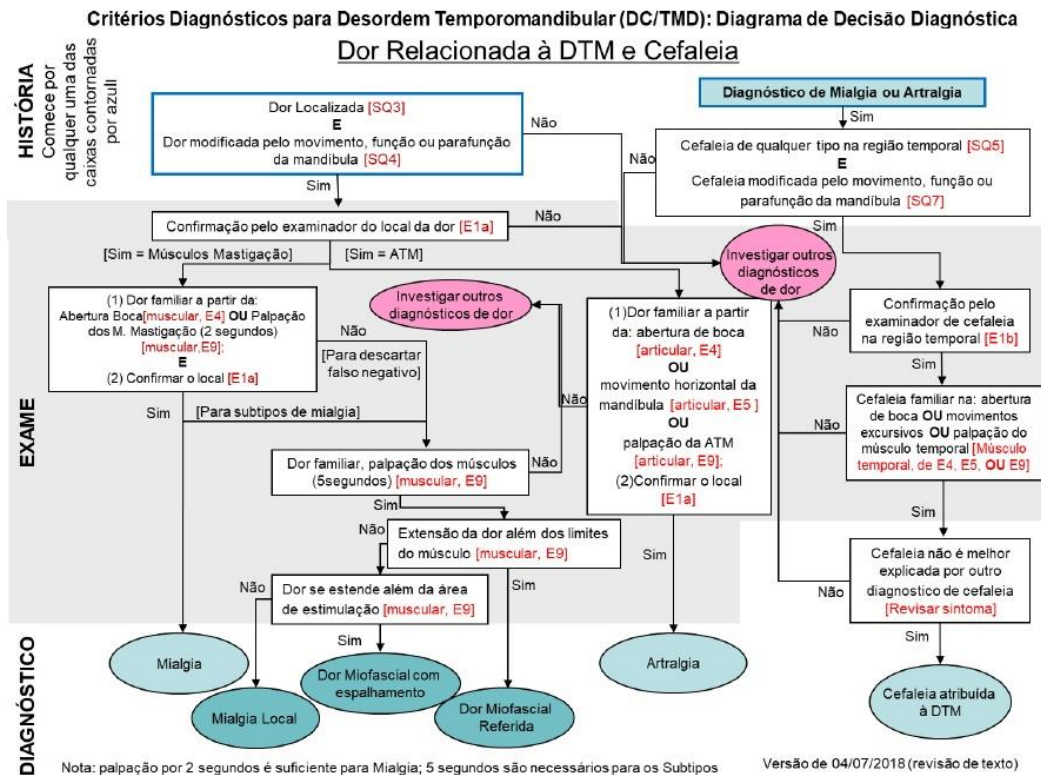 Critérios Diagnósticos para Desordem Temporomandibular (DC/TMD): Diagrama de Decisão Diagnóstica
Dor Relacionada à DTM e Cefaleia
HISTÓRIA
Comece por
qualquer uma das
caixas contornadas
por azul!
Dor Localizada [SQ3]
E
Dor modificada pelo movimento, função ou parafunção
da mandíbula [SQ4]
Não
Sim
Diagnóstico de Mialgia ou Artralgia
Sim
Não
Cefaleia de qualquer tipo na região temporal [SQ5]
E
Cefaleia modificada pelo movimento, função ou
parafunção da mandíbula [SQ7]
Sim
EXAME
Confirmação pelo examinador do local da dor [E1a]
Não
[Sim = Músculos Mastigação]
[Sim = ATM]
Investigar outros
diagnósticos
de dor
(1) Dor familiar a partir da:
Abertura Boca[muscular, E4] OU Palpação
dos M. Mastigação (2 segundos)
[muscular,E9];
E
(2) Confirmar o local [E1a]
Não
[Para descartar
falso negativo]
Sim
[Para subtipos de mialgia]
Investigar outros
diagnósticos de dor
(1)Dor familiar a partir
da: abertura de boca
[articular, E4]
OU
movimento horizontal da
mandíbula [articular, E5 ]
OU
palpação da ATM
[articular, E9];
(2)Confirmar o local
[E1a]
Não
Sim
Confirmação pelo
examinador de cefaleia
na região temporal [E1b]
Não
Sim
Cefaleia familiar na: abertura
de boca OU movimentos
excursivos OU palpação do
músculo temporal [Músculo
temporal, de E4, E5, OU E9]
Não
Sim
Dor familiar, palpação dos músculos
(5segundos) [muscular, E9]
Não
Sim
Extensão da dor além dos limites
do músculo [muscular, E9]
Não
Sim
Dor se estende além da área
de estimulação [muscular, E9]
Não
Sim
Cefaleia não é melhor
explicada por outro
diagnostico de cefaleia
[Revisar sintoma]
Não
Sim
DIAGNÓSTICO
Mialgia
Mialgia Local
Dor Miofascial com
espalhamento
Dor Miofascial
Referida
Artralgia
Cefaleia atribuída
à DTM
Nota: palpação por 2 segundos é suficiente para Mialgia; 5 segundos são necessários para os Subtipos
Versão de 04/07/2018 (revisão de texto)